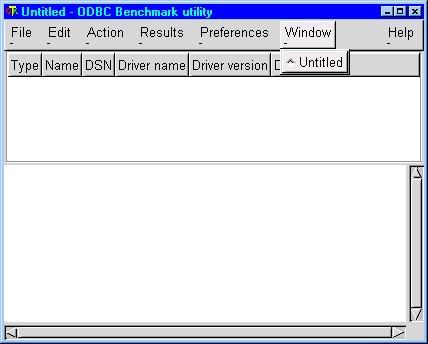 Untitled - ODBC Benchmark utility
File Edit Action Results Preferences Window Help
Untitled
Type Name DSN Driver name Driver version D